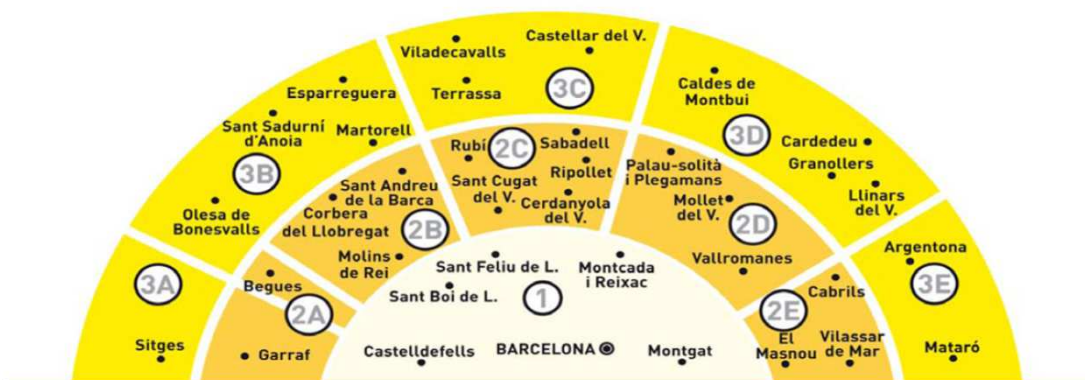 Castellar del V.
Viladecavalls
Terrassa
3C
Caldes de
Montbui
3D
Cardedeu
Granollers
Llinars
del V.
Esparreguera
Sant Sadurní
d'Anoia
Martorell
3B
Olesa de
Bonesvalls
Rubí
2C
Sabadell
Ripollet
Sant Cugat
del V.
Cerdanyola
del V.
Palau-solità
i Plegamans
Mollet
del V.
2D
Vallromanes
Sant Andreu
de la Barca
Corbera
del Llobregat
2B
Molins
de Rei
3A
Sitges
Begues
2A
Garraf
Sant Feliu de L.
Montcada
i Reixac
Sant Boi de L.
1
Castelldefells
BARCELONA
Montgat
Cabrils
2E
El
Masnou
Vilassar
de Mar
Argentona
3E
Mataró